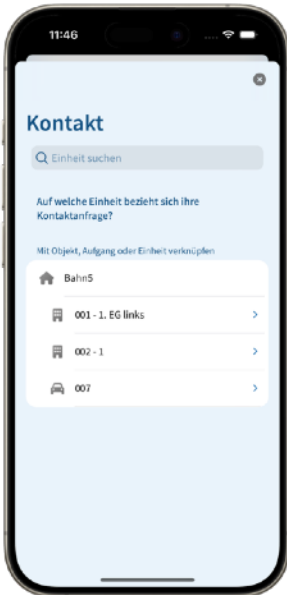 11:46
Kontakt
Einheit suchen
Auf welche Einheit bezieht sich ihre
Kontaktanfrage?
Mit Objekt, Aufgang oder Einheit verknüpfen
Bahn5
001 - 1. EG links
002 - 1
007